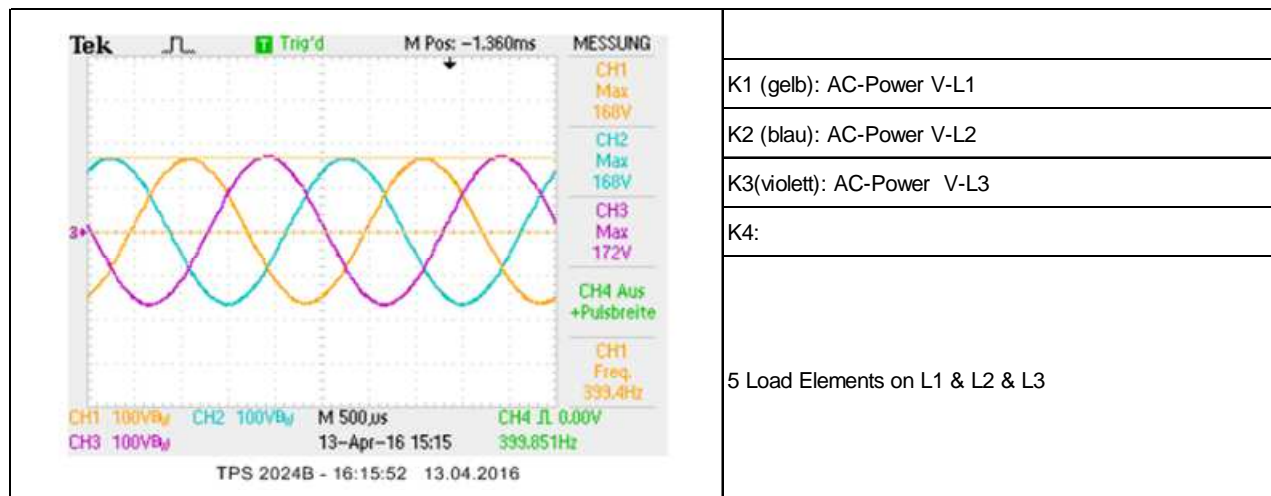 Tek Trig'd M Pos: -1.360ms MESSUNG
CH1
Max
168V
CH2
Max
168V
CH3
Max
172V
CH4 Aus
+Pulsbreite
CH1
Freq.
399.4Hz
3
CH1 100VBW CH2 100VBW M 500µs CH4 0.00V
CH3 100VBW 13-Apr-16 15:15 399.851Hz
TPS 2024B - 16:15:52 13.04.2016
K1 (gelb): AC-Power V-L1
K2 (blau): AC-Power V-L2
K3(violett): AC-Power V-L3
K4:
5 Load Elements on L1 & L2 & L3